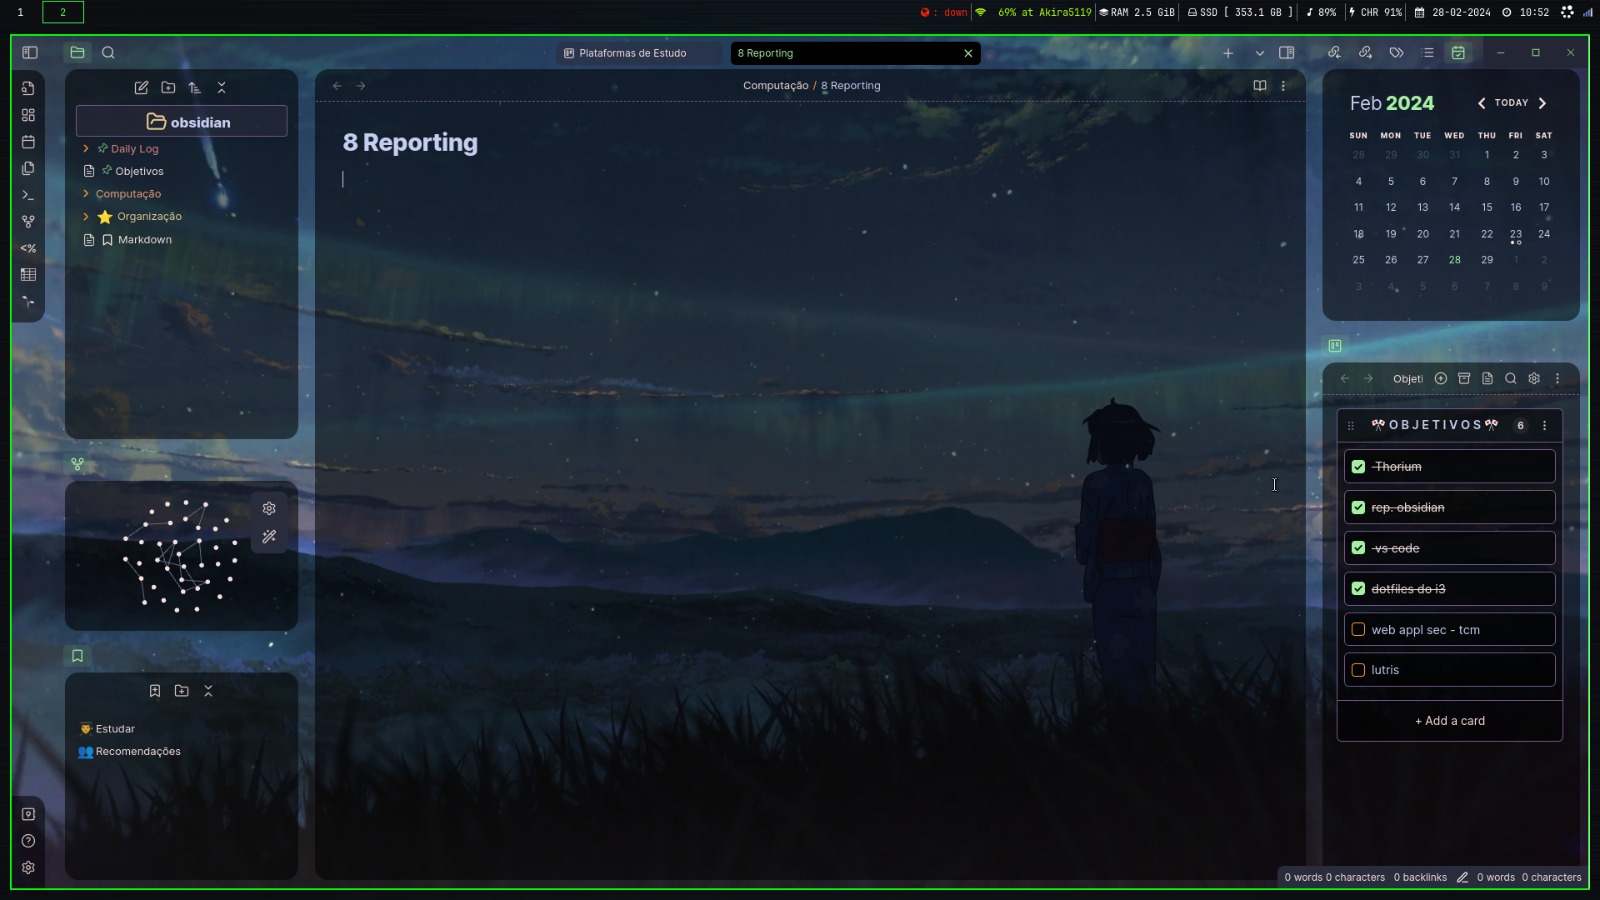 1 2 : down 69% at Akira5119 RAM 2.5 GiB SSD [ 353.1 GB ] 89% CHR 91% 28-02-2024 10:52
Plataformas de Estudo 8 Reporting
obsidian
Daily Log
Objetivos
Computação
⭐ Organização
Markdown
Estudar
Recomendações
Computação / 8 Reporting
8 Reporting
Feb 2024 TODAY
SUN MON TUE WED THU FRI SAT
28 29 30 31 1 2 3
4 5 6 7 8 9 10
11 12 13 14 15 16 17
18 19 20 21 22 23 24
25 26 27 28 29 1 2
3 4 5 6 7 8 9
Objeti
OBJETIVOS 6
Thorium
rep. obsidian
vs code
dotfiles do i3
web appl sec - tcm
lutris
+ Add a card
0 words 0 characters 0 backlinks 0 words 0 characters